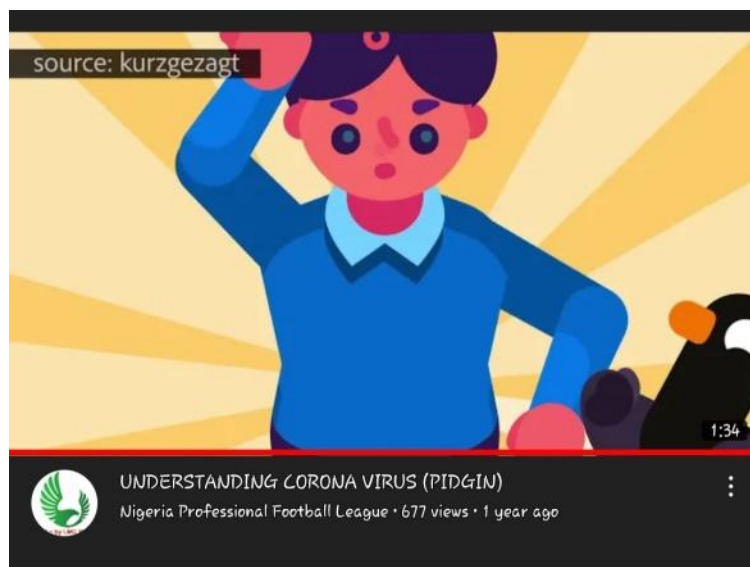 source: kurzgezagt
1:34
UNDERSTANDING CORONA VIRUS (PIDGIN)
Nigeria Professional Football League • 677 views • 1 year ago